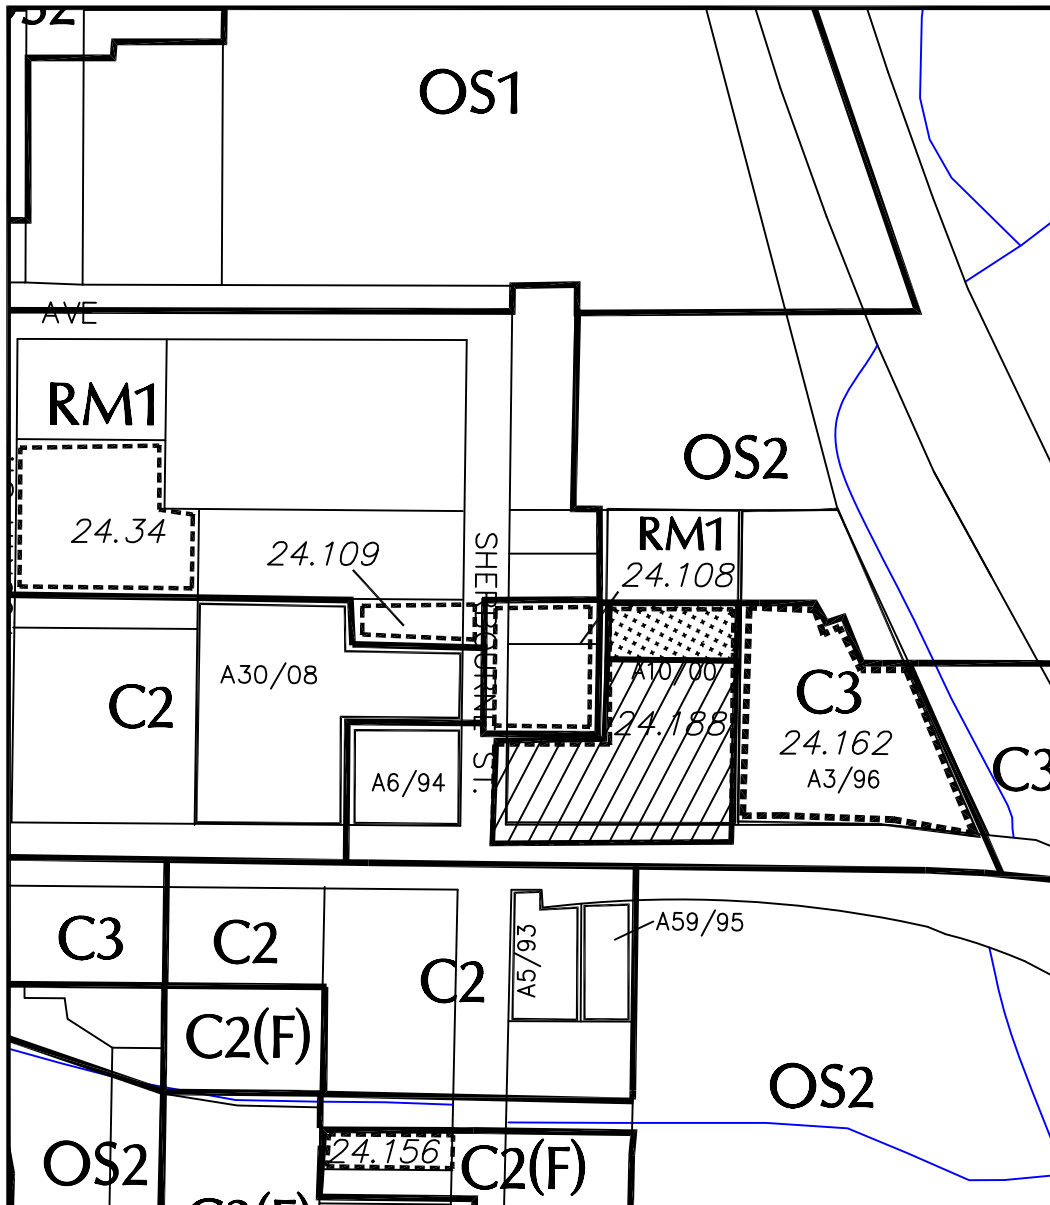 OS1
AVE
RM1
OS2
24.34
24.109
RM1
24.108
SHERBOURNE ST.
A30/08
A10/00
C2
C3
24.188
24.162
A3/96
C3
A6/94
C3
C2
A59/95
A5/93
C2
C2(F)
OS2
OS2
24.156
C2(F)
C2(F)